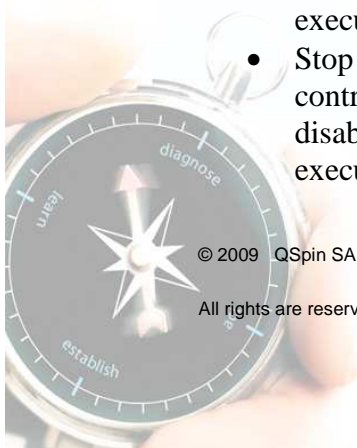 execu
• Stop
contr
disab
execu
diagnose
learn
establish
© 2009 QSpin SA
All rights are reserv